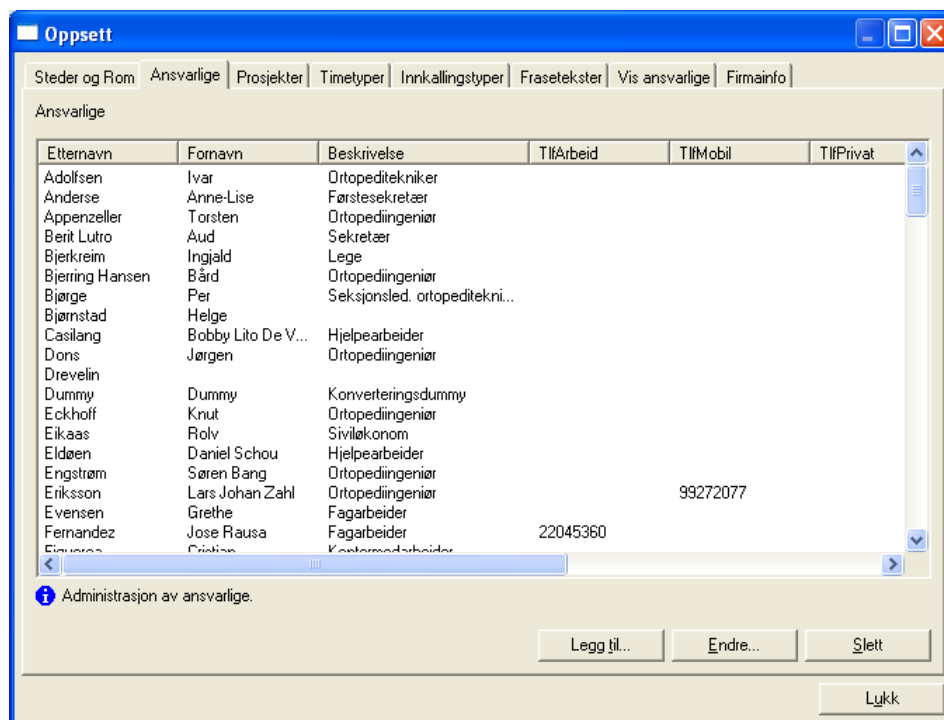 Oppsett
Steder og Rom Ansvarlige Prosjekter Timetyper Innkallingstyper Frasetekster Vis ansvarlige Firmainfo
Ansvarlige
Etternavn Fornavn Beskrivelse TlfArbeid TlfMobil TlfPrivat
Adolfsen Ivar Ortopeditekniker
Anderse Anne-Lise Førstesekretær
Appenzeller Torsten Ortopediingeniør
Berit Lutro Aud Sekretær
Bjerkreim Ingjald Lege
Bjerring Hansen Bård Ortopediingeniør
Bjørge Per Seksjonsled. ortopeditekni...
Bjørnstad Helge
Casilang Bobby Lito De V... Hjelpearbeider
Dons Jørgen Ortopediingeniør
Drevelin
Dummy Dummy Konverteringsdummy
Eckhoff Knut Ortopediingeniør
Eikaas Rolv Siviløkonom
Eldøen Daniel Schou Hjelpearbeider
Engstrøm Søren Bang Ortopediingeniør
Eriksson Lars Johan Zahl Ortopediingeniør 99272077
Evensen Grethe Fagarbeider
Fernandez Jose Rausa Fagarbeider 22045360
Figueroa Cristian Kontormedarbeider
Administrasjon av ansvarlige.
Legg til... Endre... Slett
Lukk